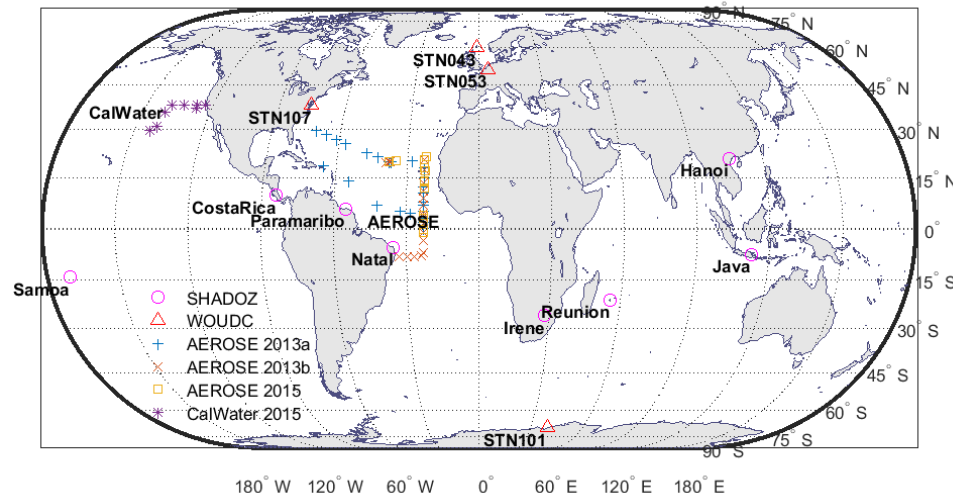 90° N
75° N
60° N
45° N
30° N
15° N
0°
15° S
30° S
45° S
60° S
75° S
90° S
STN043
STN053
CalWater
STN107
Hanoi
CostaRica
Paramaribo
AEROSE
Natal
Java
Samoa
Reunion
Irene
SHADOZ
WOUDC
AEROSE 2013a
AEROSE 2013b
AEROSE 2015
CalWater 2015
STN101
180° W 120° W 60° W 0° 60° E 120° E 180° E